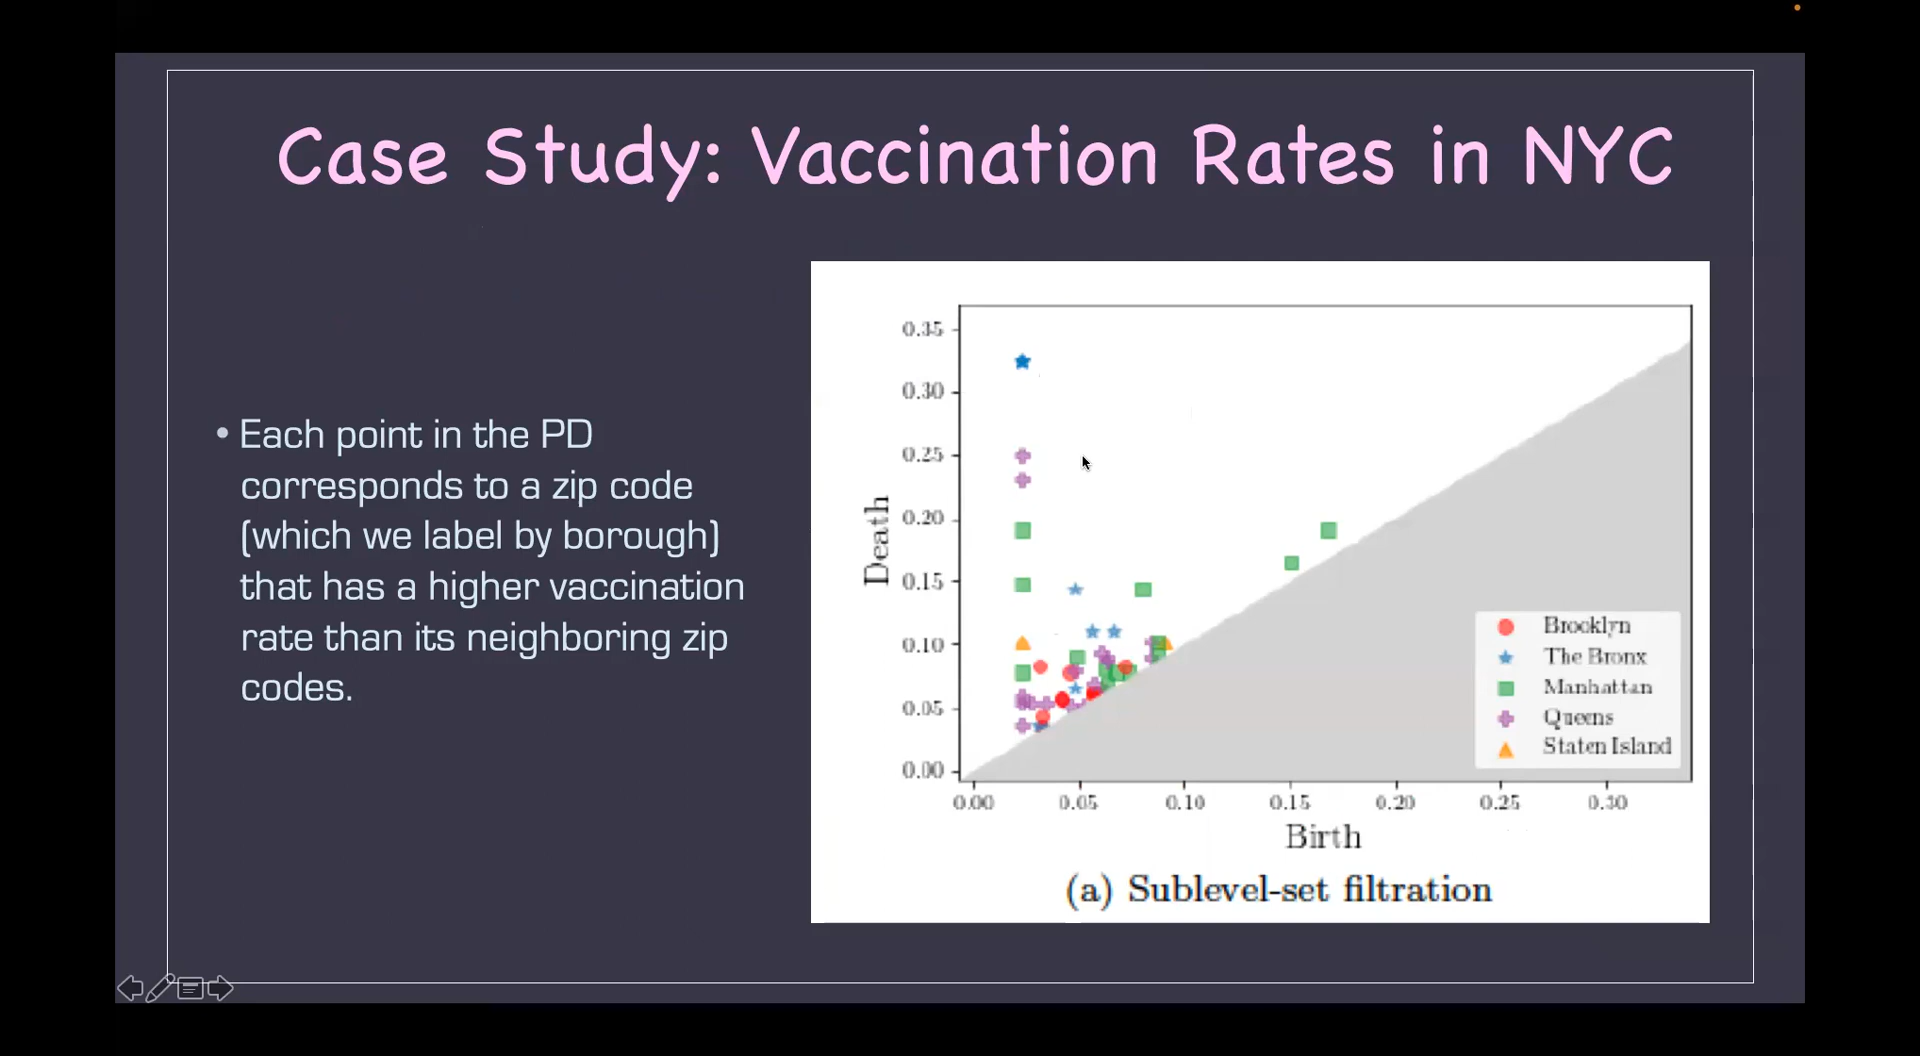 Case Study: Vaccination Rates in NYC
• Each point in the PD
corresponds to a zip code
(which we label by borough)
that has a higher vaccination
rate than its neighboring zip
codes.
0.35
0.30
0.25
0.20
0.15
0.10
0.05
0.00
Death
Brooklyn
The Bronx
Manhattan
Queens
Staten Island
0.00 0.05 0.10 0.15 0.20 0.25 0.30
Birth
(a) Sublevel-set filtration